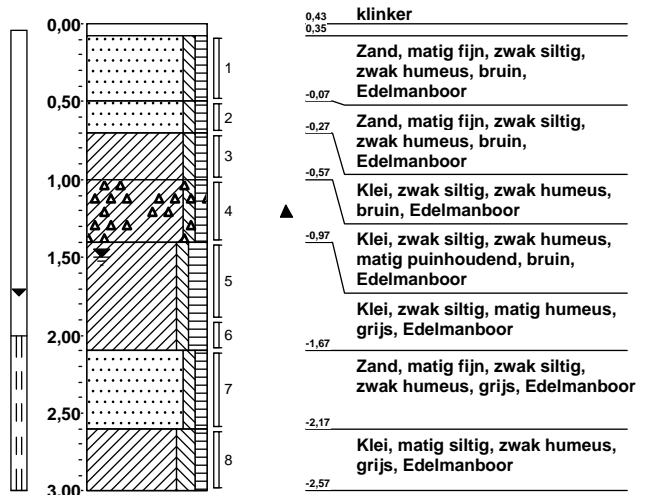 0,00
0,50
1,00
1,50
2,00
2,50
3,00
1
2
3
4
5
6
7
8
0,43
klinker
0,35
Zand, matig fijn, zwak siltig,
zwak humeus, bruin,
Edelmanboor
-0,07
Zand, matig fijn, zwak siltig,
zwak humeus, bruin,
Edelmanboor
-0,27
Klei, zwak siltig, zwak humeus,
bruin, Edelmanboor
-0,57
Klei, zwak siltig, zwak humeus,
matig puinhoudend, bruin,
Edelmanboor
-0,97
Klei, zwak siltig, matig humeus,
grijs, Edelmanboor
-1,67
Zand, matig fijn, zwak siltig,
zwak humeus, grijs, Edelmanboor
-2,17
Klei, matig siltig, zwak humeus,
grijs, Edelmanboor
-2,57